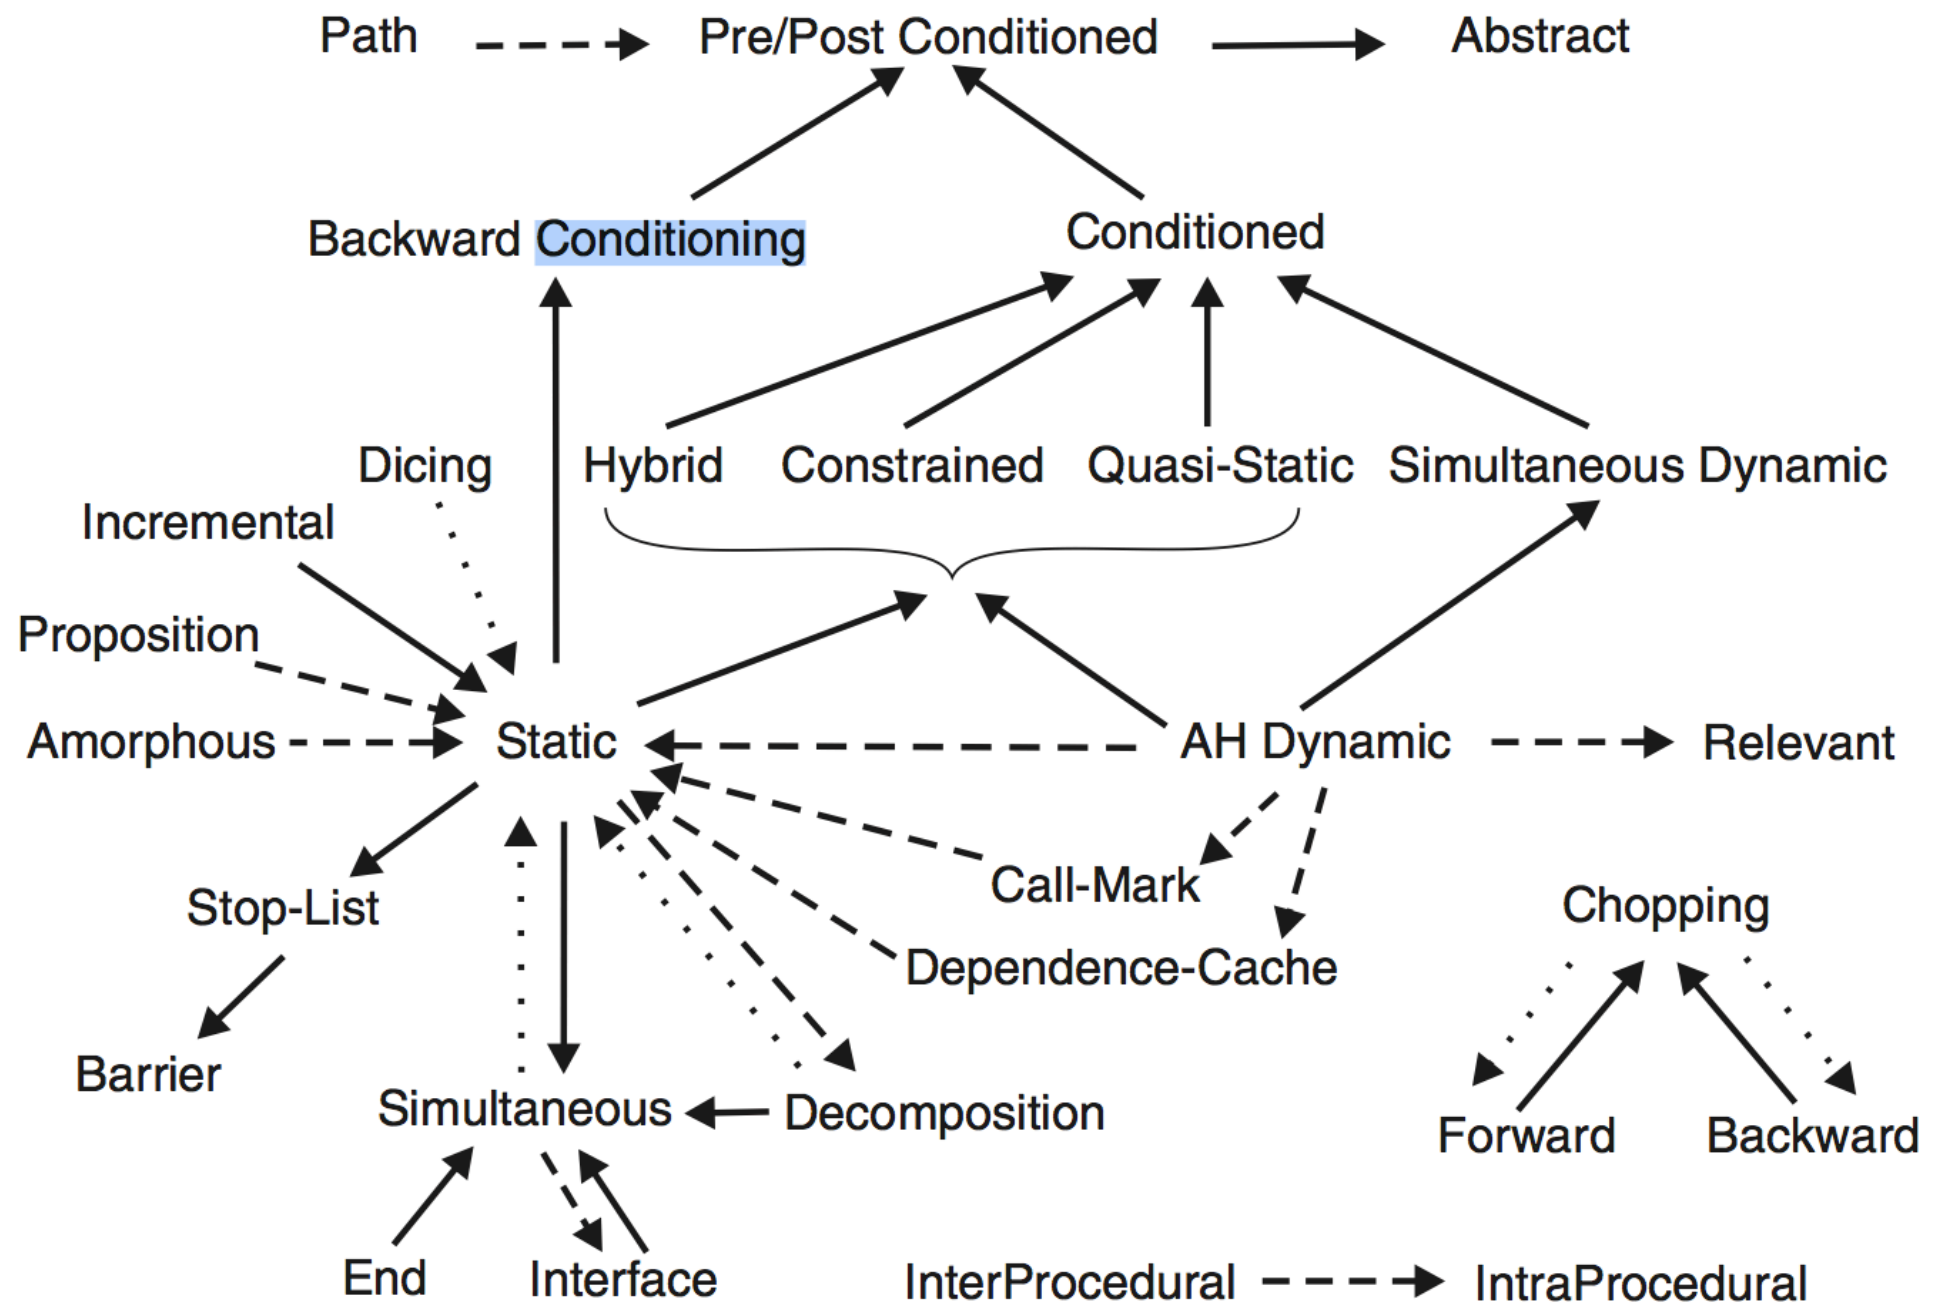 Path
Pre/Post Conditioned
Abstract
Backward Conditioning
Conditioned
Dicing
Hybrid
Constrained
Quasi-Static
Simultaneous Dynamic
Incremental
Proposition
Amorphous
Static
AH Dynamic
Relevant
Stop-List
Call-Mark
Chopping
Dependence-Cache
Barrier
Simultaneous
Decomposition
Forward
Backward
End
Interface
InterProcedural
IntraProcedural